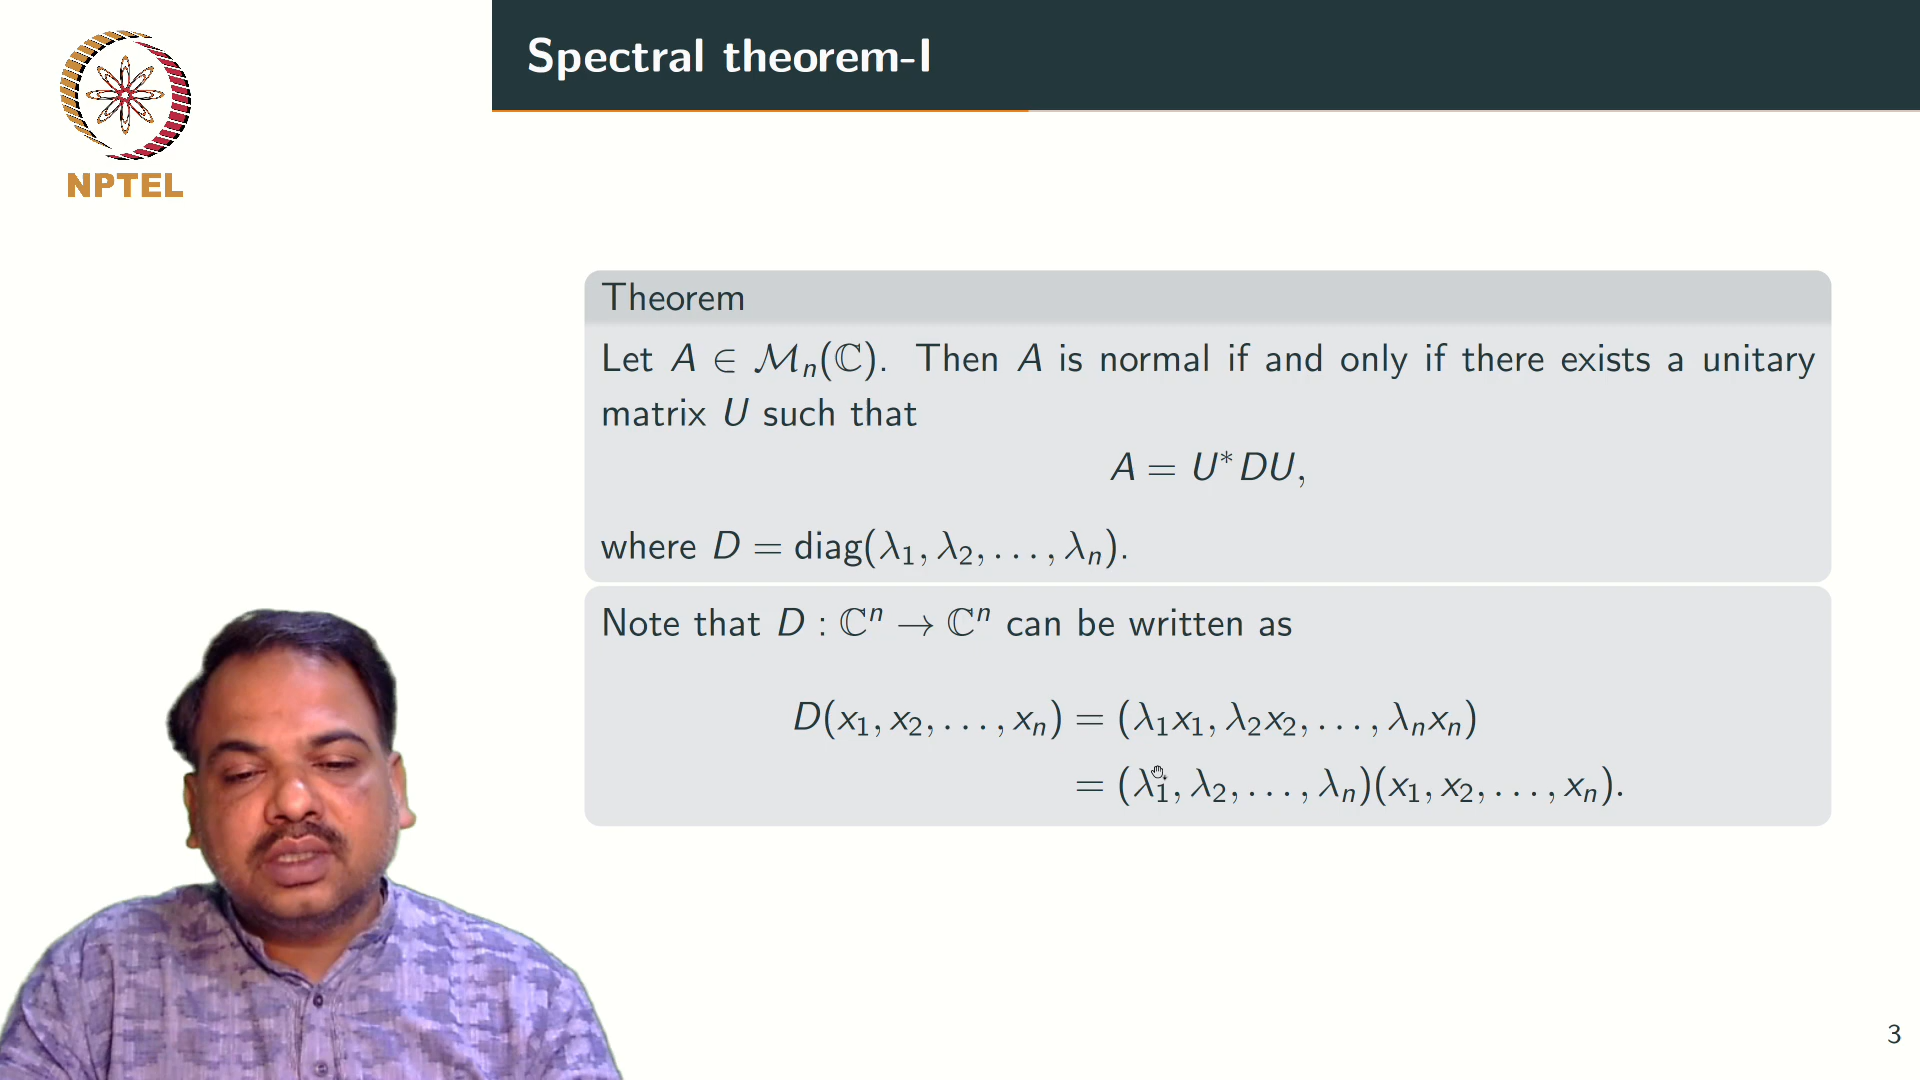 NPTEL
Spectral theorem-I
Theorem
Let A ∈ ℳₙ(ℂ). Then A is normal if and only if there exists a unitary
matrix U such that
A = U*DU,
where D = diag(λ₁, λ₂, . . . , λₙ).
Note that D : ℂⁿ → ℂⁿ can be written as
D(x₁, x₂, . . . , xₙ) = (λ₁x₁, λ₂x₂, . . . , λₙxₙ)
= (λ₁, λ₂, . . . , λₙ)(x₁, x₂, . . . , xₙ).
3